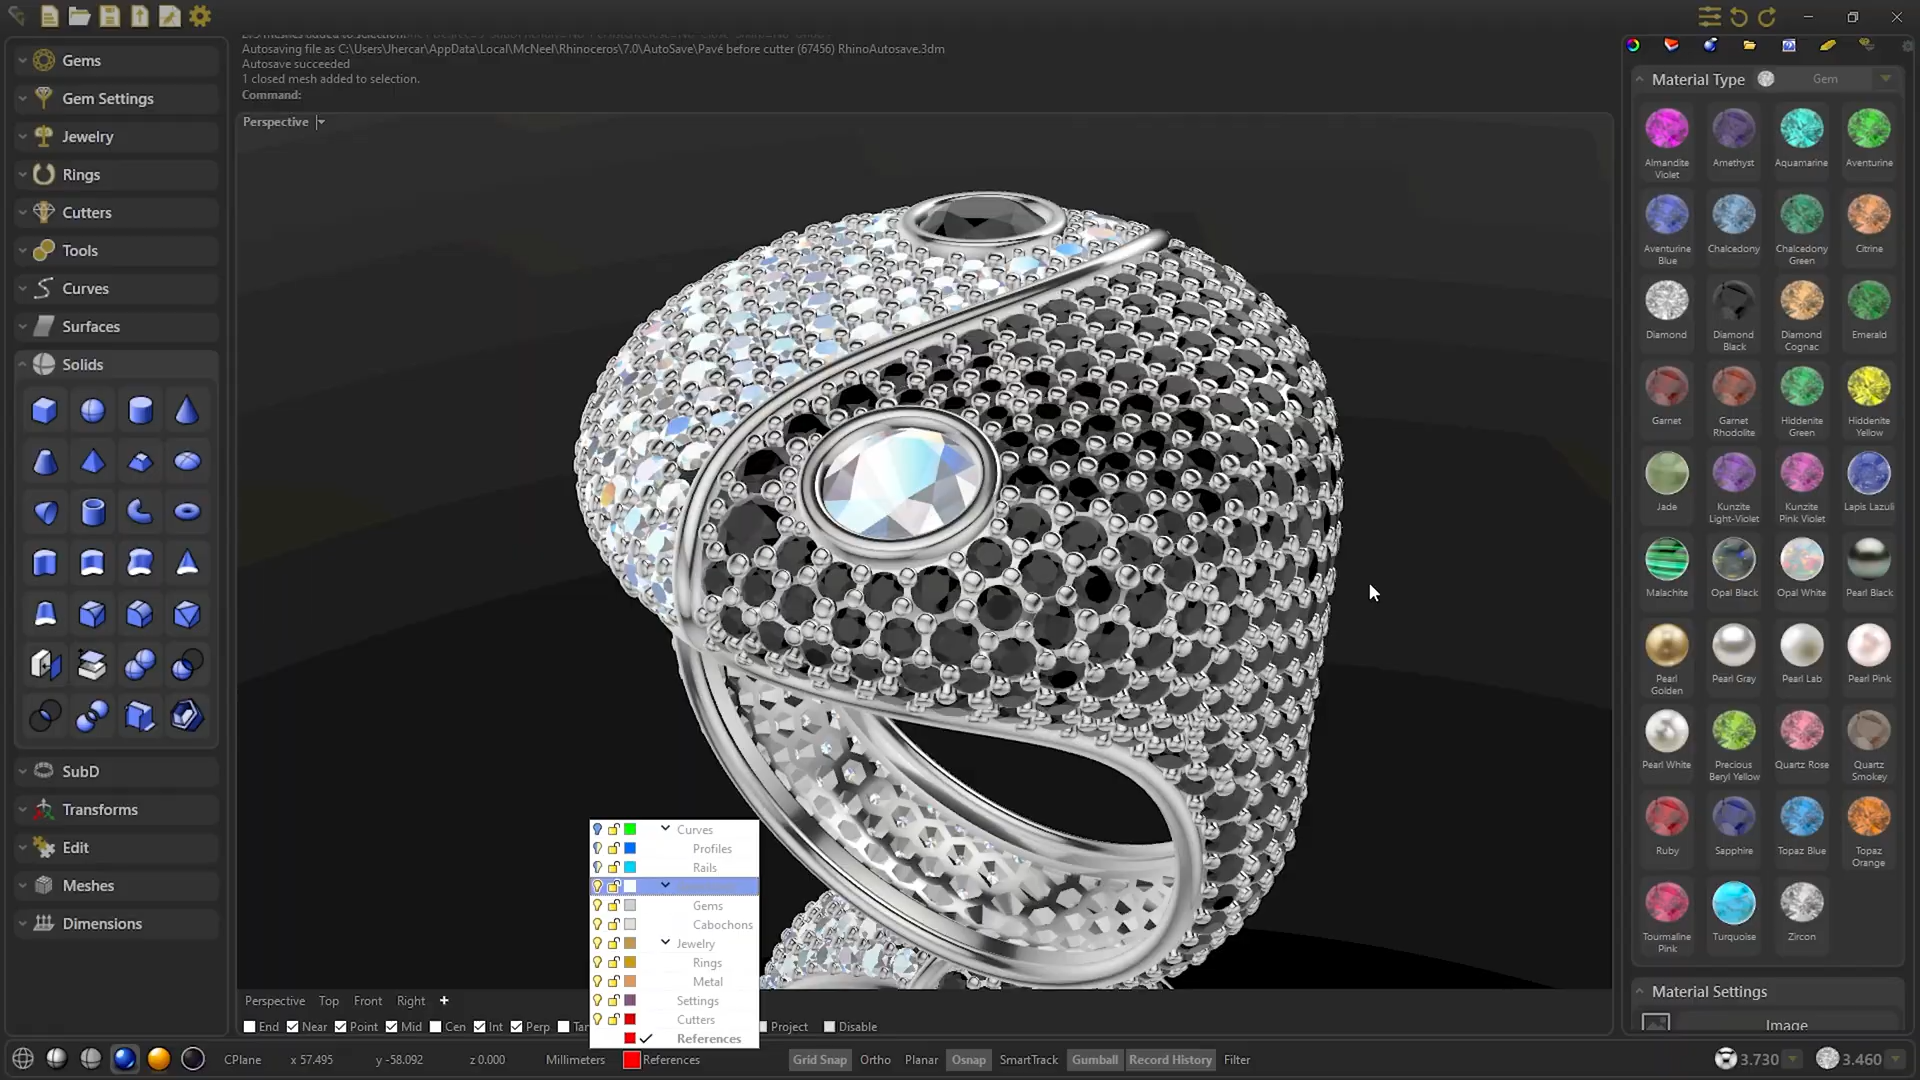 Autosaving file as C:\Users\Jhercar\AppData\Local\McNeel\Rhinoceros\7.0\AutoSave\Pavé before cutter (67456) RhinoAutosave.3dm
Autosave succeeded
1 closed mesh added to selection.
Command:
Perspective
Gems
Gem Settings
Jewelry
Rings
Cutters
Tools
Curves
Surfaces
Solids
SubD
Transforms
Edit
Meshes
Dimensions
Material Type Gem
Almandite Violet
Amethyst
Aquamarine
Aventurine
Aventurine Blue
Chalcedony
Chalcedony Green
Citrine
Diamond
Diamond Black
Diamond Cognac
Emerald
Garnet
Garnet Rhodolite
Hiddenite Green
Hiddenite Yellow
Jade
Kunzite Light-Violet
Kunzite Pink Violet
Lapis Lazuli
Malachite
Opal Black
Opal White
Pearl Black
Pearl Golden
Pearl Gray
Pearl Lab
Pearl Pink
Pearl White
Precious Beryl Yellow
Quartz Rose
Quartz Smokey
Ruby
Sapphire
Topaz Blue
Topaz Orange
Tourmaline Pink
Turquoise
Zircon
Material Settings
Image
Curves
Profiles
Rails
Gems
Cabochons
Jewelry
Rings
Metal
Settings
Cutters
References
Perspective Top Front Right
End Near Point Mid Cen Int Perp Project Disable
CPlane x 57.495 y -58.092 z 0.000 Millimeters References Grid Snap Ortho Planar Osnap SmartTrack Gumball Record History Filter 3.730 3.460